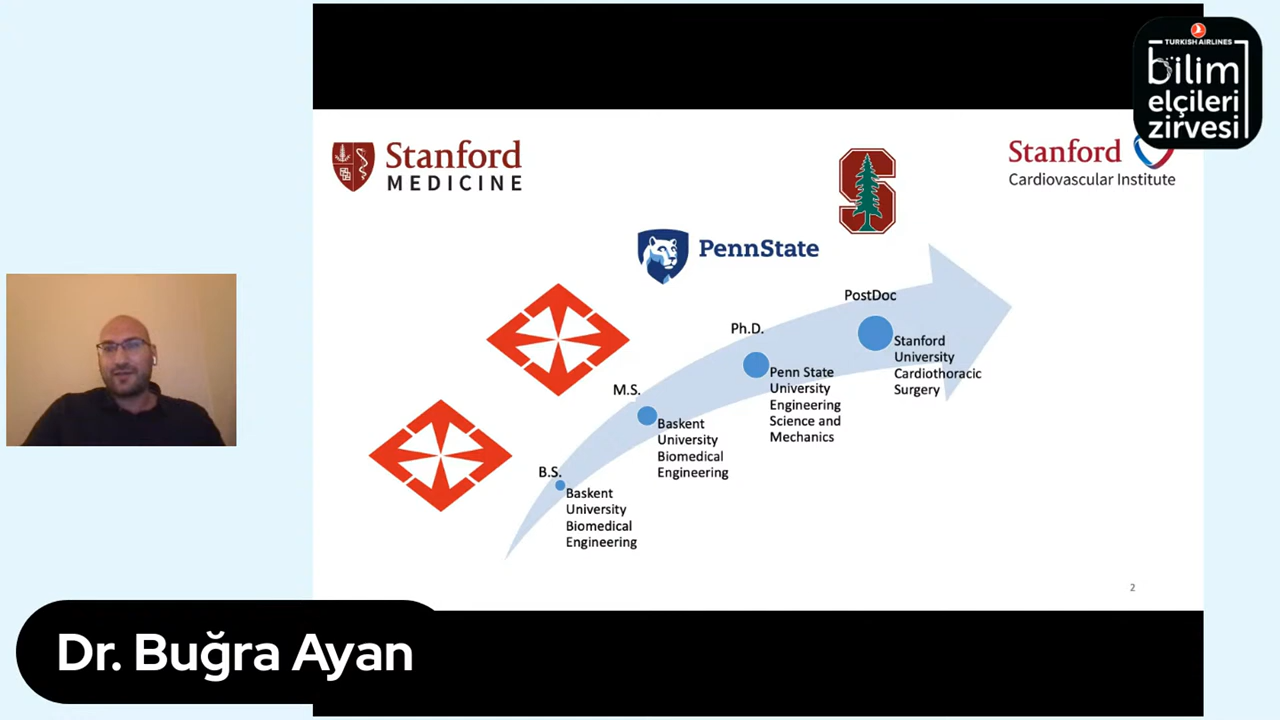 TURKISH AIRLINES
bilim
elçileri
zirvesi
Stanford
MEDICINE
Stanford
Cardiovascular Institute
S
PennState
PostDoc
Stanford
University
Cardiothoracic
Surgery
Ph.D.
Penn State
University
Engineering
Science and
Mechanics
M.S.
Baskent
University
Biomedical
Engineering
B.S.
Baskent
University
Biomedical
Engineering
2
Dr. Buğra Ayan